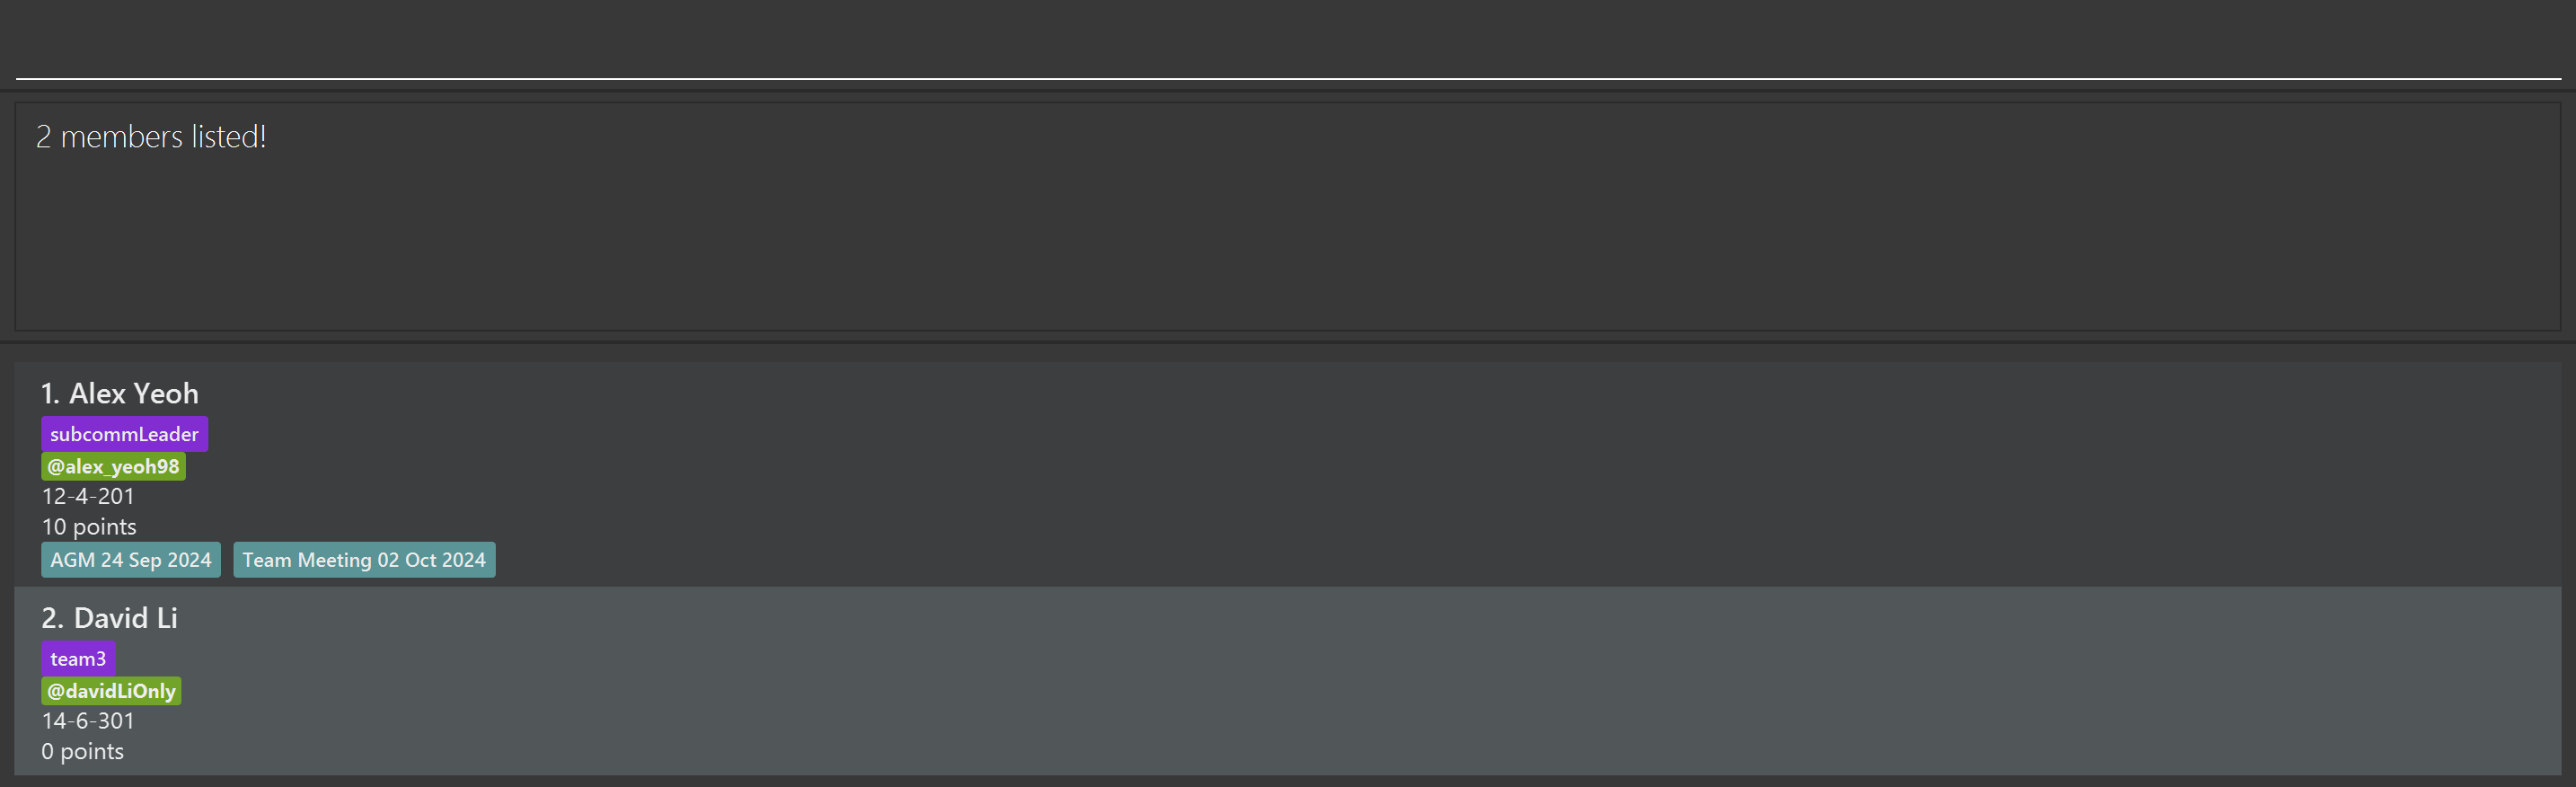 2 members listed!
1. Alex Yeoh
subcommLeader
@alex_yeoh98
12-4-201
10 points
AGM 24 Sep 2024 Team Meeting 02 Oct 2024
2. David Li
team3
@davidLiOnly
14-6-301
0 points